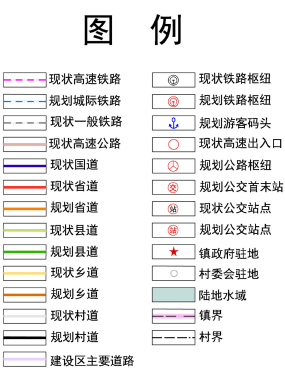 图 例
现状高速铁路
规划城际铁路
现状一般铁路
现状高速公路
现状国道
现状省道
规划省道
现状县道
规划县道
现状乡道
规划乡道
现状村道
规划村道
建设区主要道路
现状铁路枢纽
规划铁路枢纽
规划游客码头
现状高速出入口
规划公路枢纽
交 规划公交首末站
站 现状公交站点
站 规划公交站点
镇政府驻地
村委会驻地
陆地水域
镇界
村界